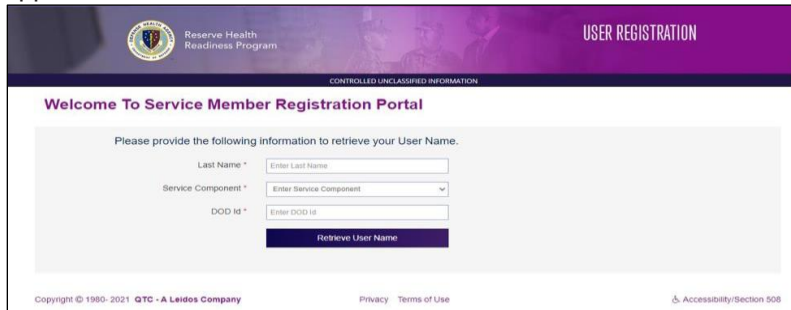 Reserve Health
Readiness Program
USER REGISTRATION
CONTROLLED UNCLASSIFIED INFORMATION
Welcome To Service Member Registration Portal
Please provide the following information to retrieve your User Name.
Last Name * Enter Last Name
Service Component * Enter Service Component
DOD Id * Enter DOD Id
Retrieve User Name
Copyright © 1980- 2021 QTC - A Leidos Company Privacy Terms of Use Accessibility/Section 508